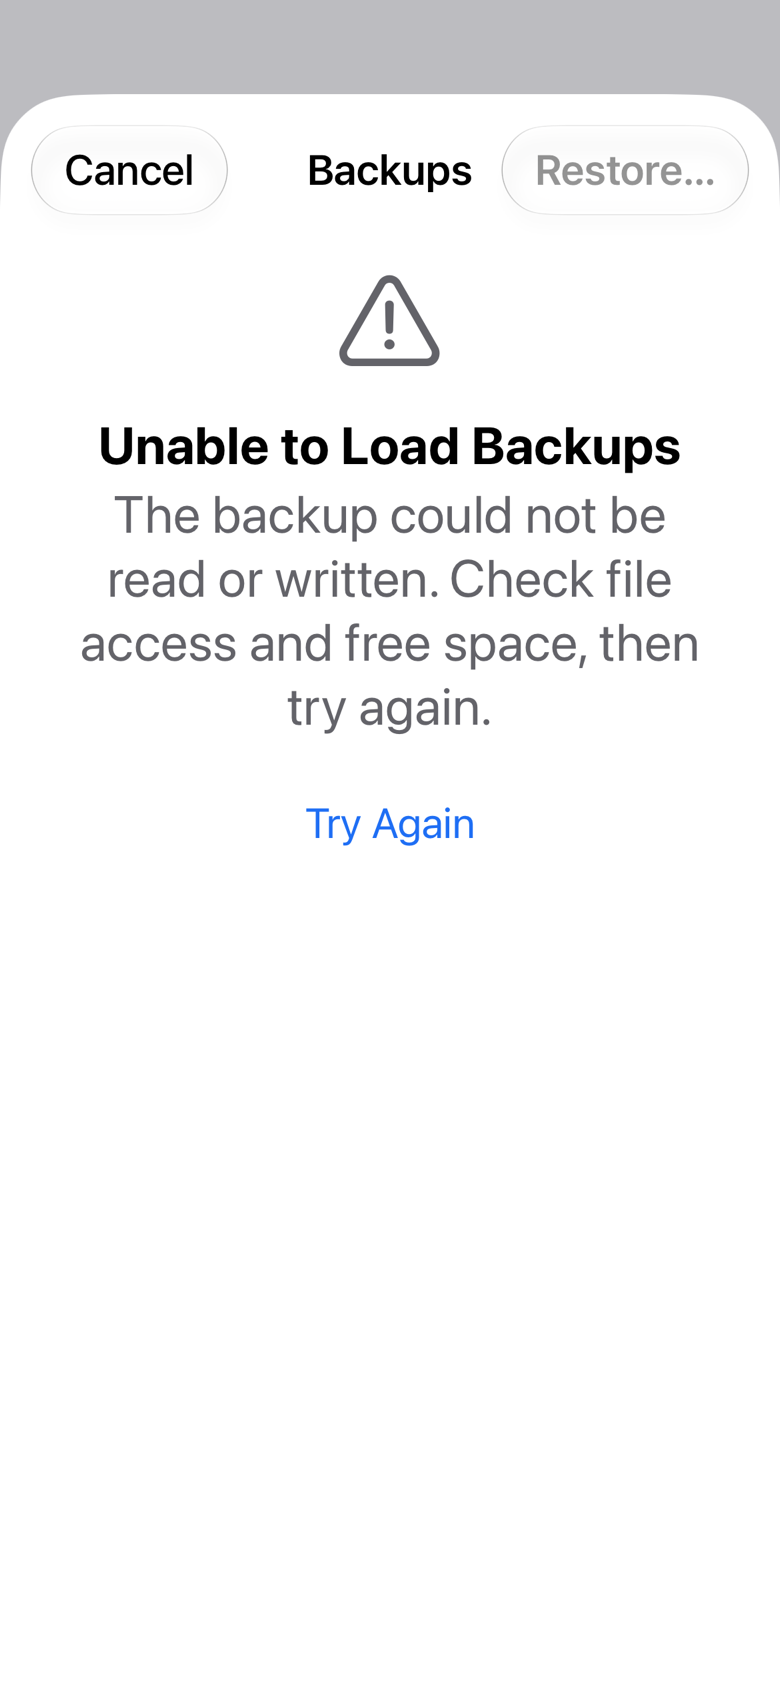 Cancel
Backups
Restore...
Unable to Load Backups
The backup could not be
read or written. Check file
access and free space, then
try again.
Try Again